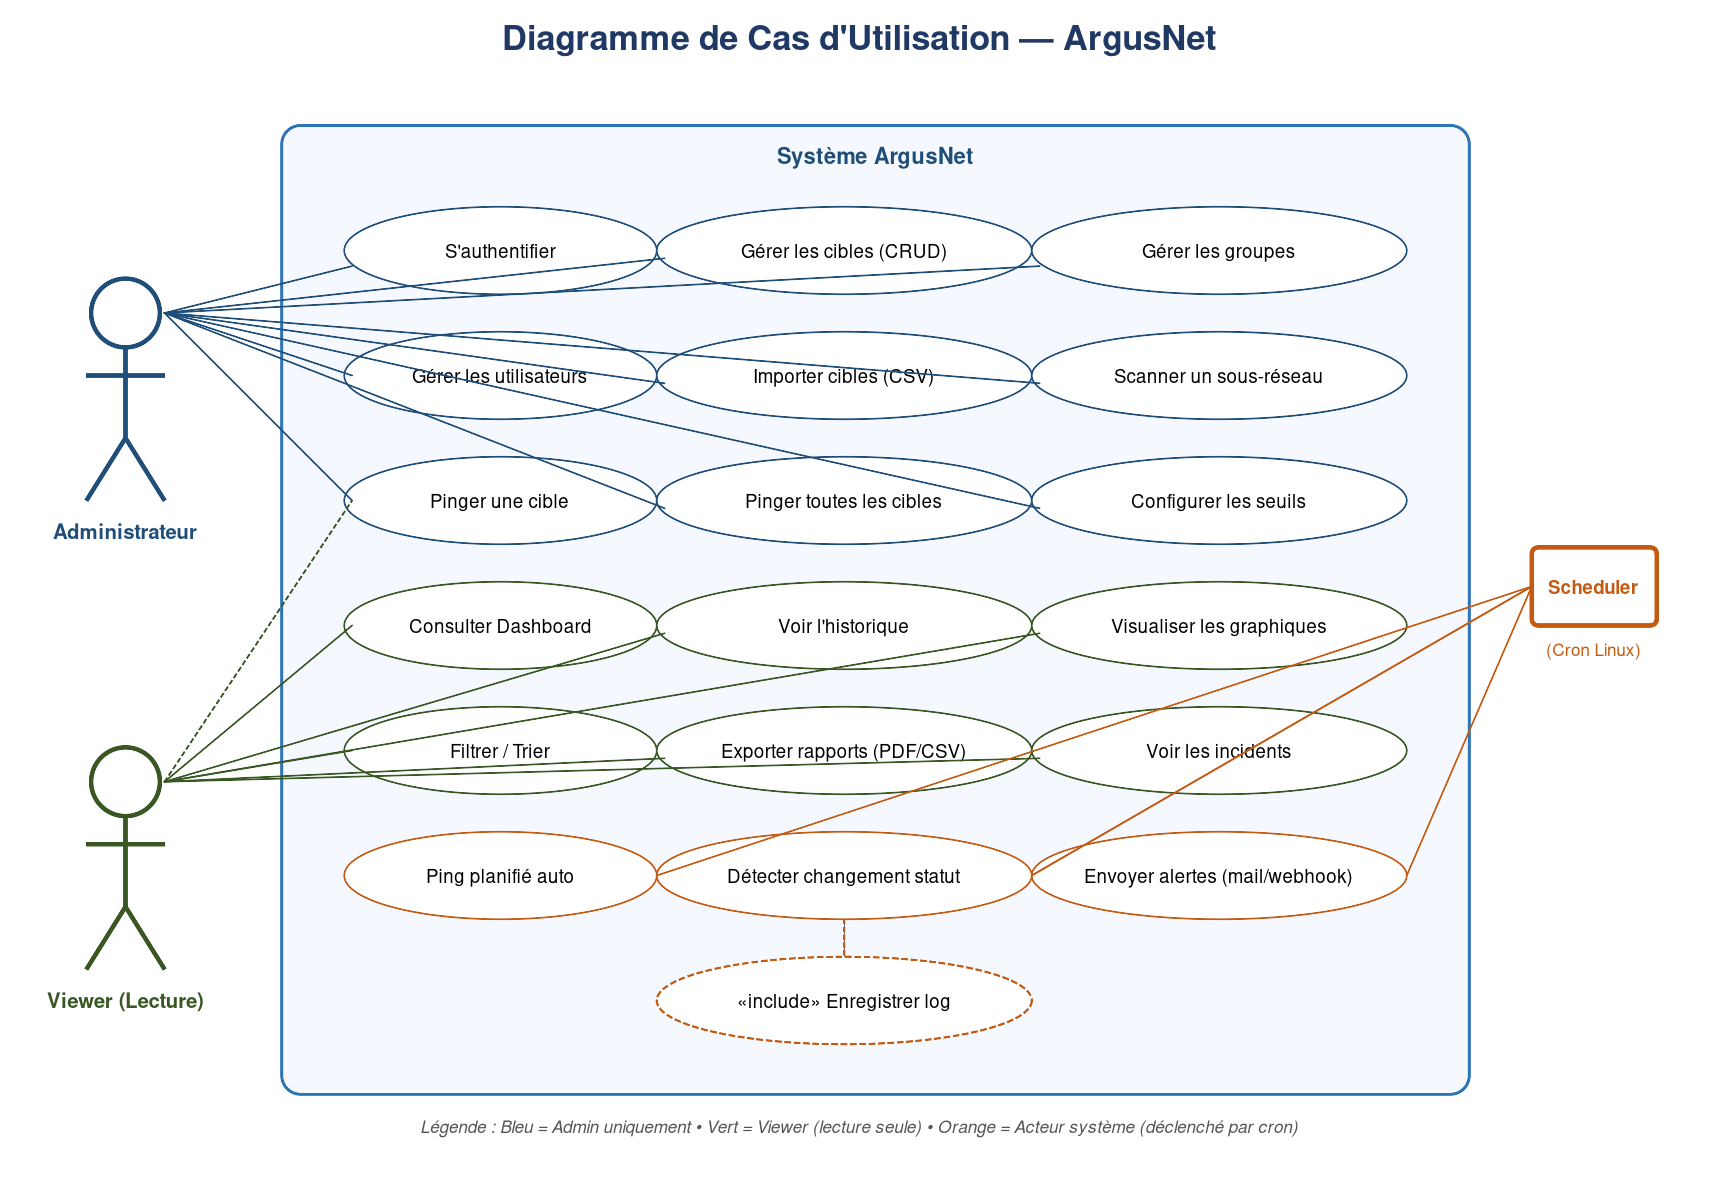 Diagramme de Cas d'Utilisation — ArgusNet
Système ArgusNet
S'authentifier
Gérer les cibles (CRUD)
Gérer les groupes
Gérer les utilisateurs
Importer cibles (CSV)
Scanner un sous-réseau
Pinger une cible
Pinger toutes les cibles
Configurer les seuils
Administrateur
Consulter Dashboard
Voir l'historique
Visualiser les graphiques
Scheduler
(Cron Linux)
Filtrer / Trier
Exporter rapports (PDF/CSV)
Voir les incidents
Ping planifié auto
Détecter changement statut
Envoyer alertes (mail/webhook)
Viewer (Lecture)
«include» Enregistrer log
Légende : Bleu = Admin uniquement • Vert = Viewer (lecture seule) • Orange = Acteur système (déclenché par cron)